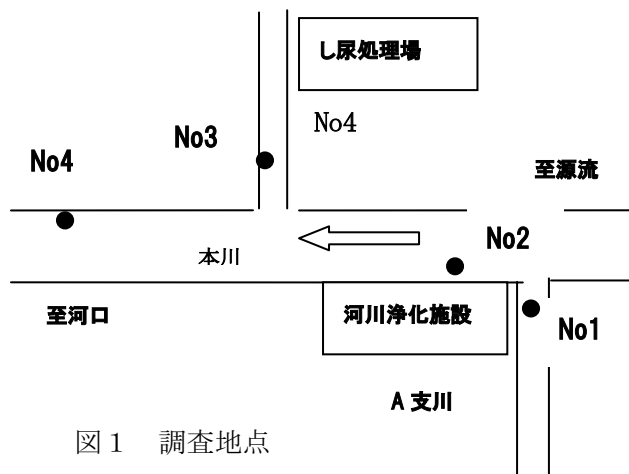 し尿処理場
No4
No3
No4
至源流
No2
本川
至河口
河川浄化施設
No1
A 支川
図1 調査地点